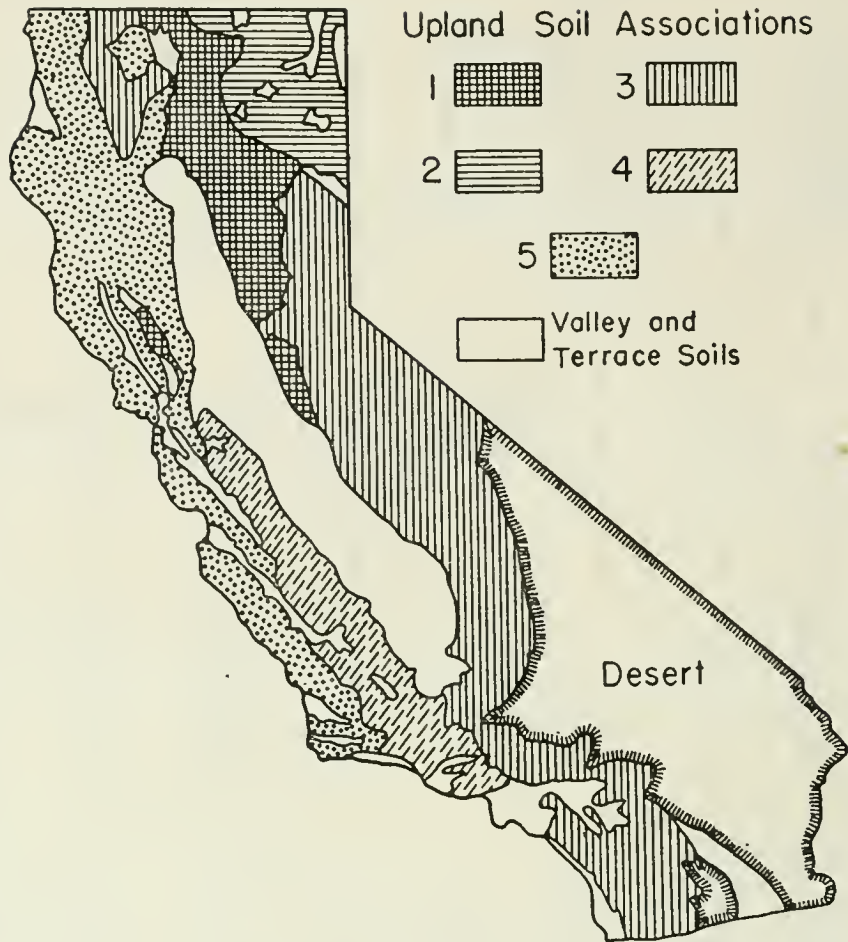 Upland Soil Associations
1 3
2 4
5
Valley and
Terrace Soils
Desert